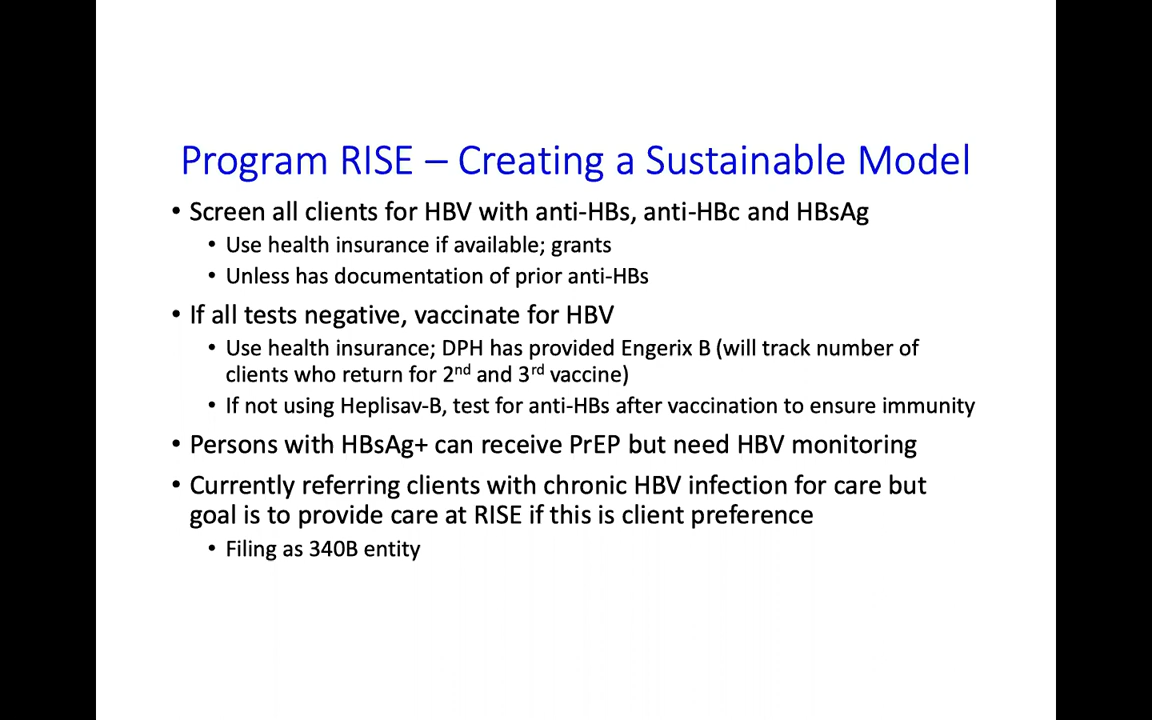 Program RISE – Creating a Sustainable Model
• Screen all clients for HBV with anti-HBs, anti-HBc and HBsAg
• Use health insurance if available; grants
• Unless has documentation of prior anti-HBs
• If all tests negative, vaccinate for HBV
• Use health insurance; DPH has provided Engerix B (will track number of
clients who return for 2nd and 3rd vaccine)
• If not using Heplisav-B, test for anti-HBs after vaccination to ensure immunity
• Persons with HBsAg+ can receive PrEP but need HBV monitoring
• Currently referring clients with chronic HBV infection for care but
goal is to provide care at RISE if this is client preference
• Filing as 340B entity